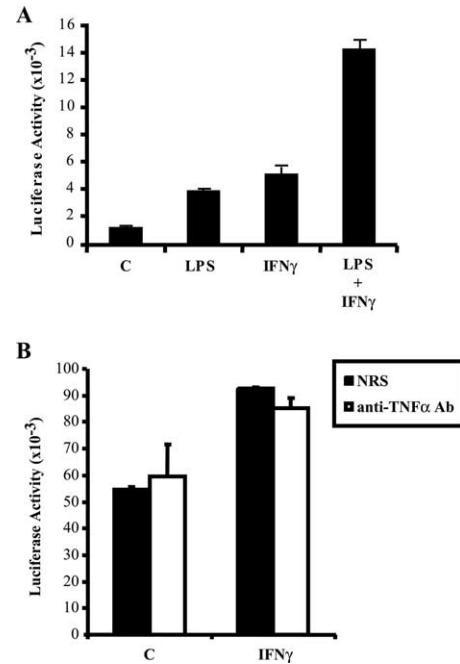 A
Luciferase Activity (x10-3)
16
14
12
10
8
6
4
2
0
C
LPS
IFNγ
LPS
+
IFNγ
B
Luciferase Activity (x10-3)
100
90
80
70
60
50
40
30
20
10
0
C
IFNγ
NRS
anti-TNFα Ab